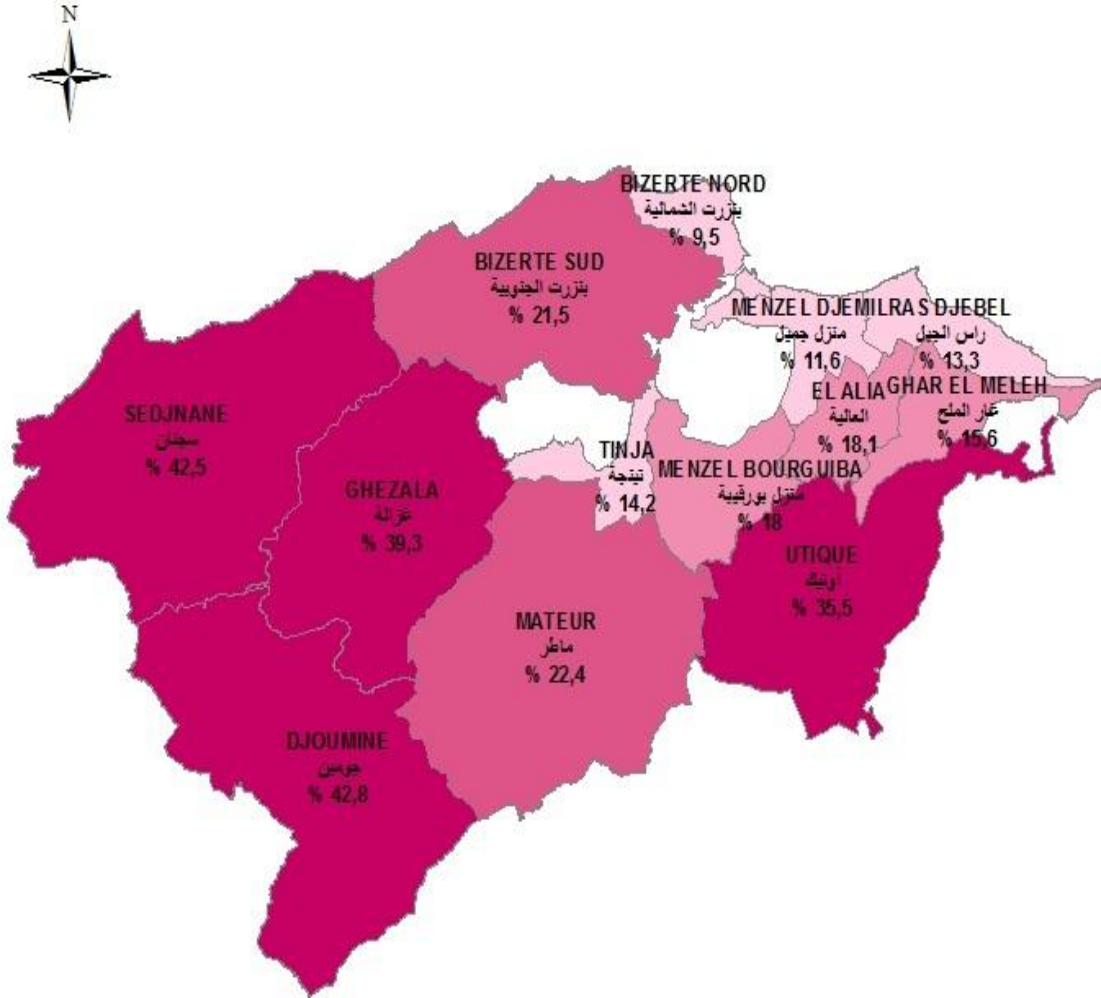 N
BIZERTE NORD
بنزرت الشمالية
% 9,5
BIZERTE SUD
بنزرت الجنوبية
% 21,5
MENZEL DJEMIL
منزل جميل
% 11,6
RAS DJEBEL
راس الجبل
% 13,3
GHAR EL MELEH
غار الملح
% 15,6
EL ALIA
العالية
% 18,1
SEDJNANE
سجنان
% 42,5
TINJA
تينجة
% 14,2
MENZEL BOURGUIBA
منزل بورقيبة
% 18
GHEZALA
غزالة
% 39,3
UTIQUE
أوتيك
% 35,5
MATEUR
ماطر
% 22,4
DJOUMINE
جومين
% 42,8